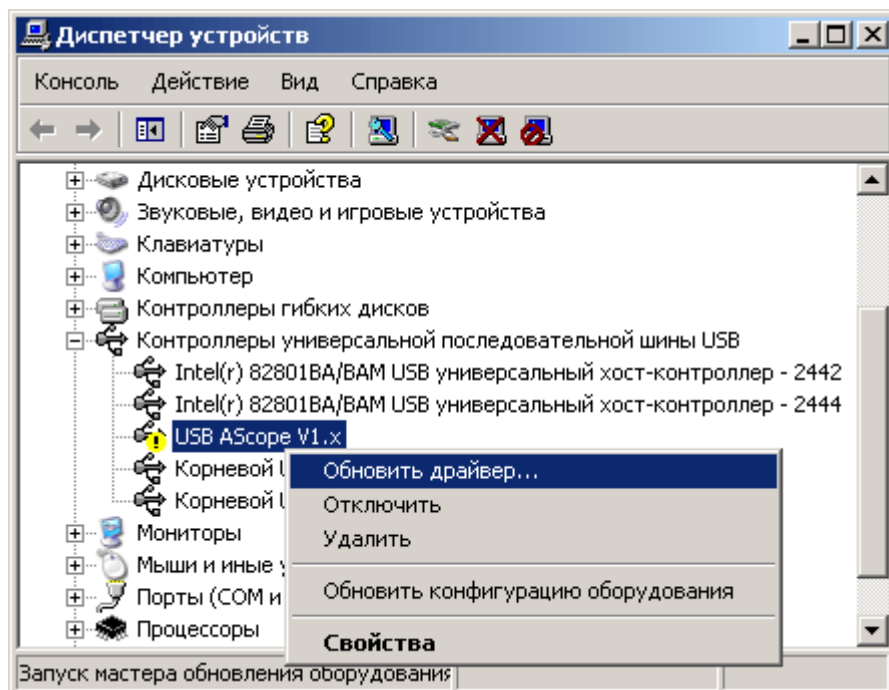 Диспетчер устройств
Консоль Действие Вид Справка
Дисковые устройства
Звуковые, видео и игровые устройства
Клавиатуры
Компьютер
Контроллеры гибких дисков
Контроллеры универсальной последовательной шины USB
Intel(r) 82801BA/BAM USB универсальный хост-контроллер - 2442
Intel(r) 82801BA/BAM USB универсальный хост-контроллер - 2444
USB AScope V1.x
Корневой
Обновить драйвер...
Корневой
Отключить
Мониторы
Удалить
Мыши и иные
Порты (COM и
Обновить конфигурацию оборудования
Процессоры
Свойства
Запуск мастера обновления оборудования